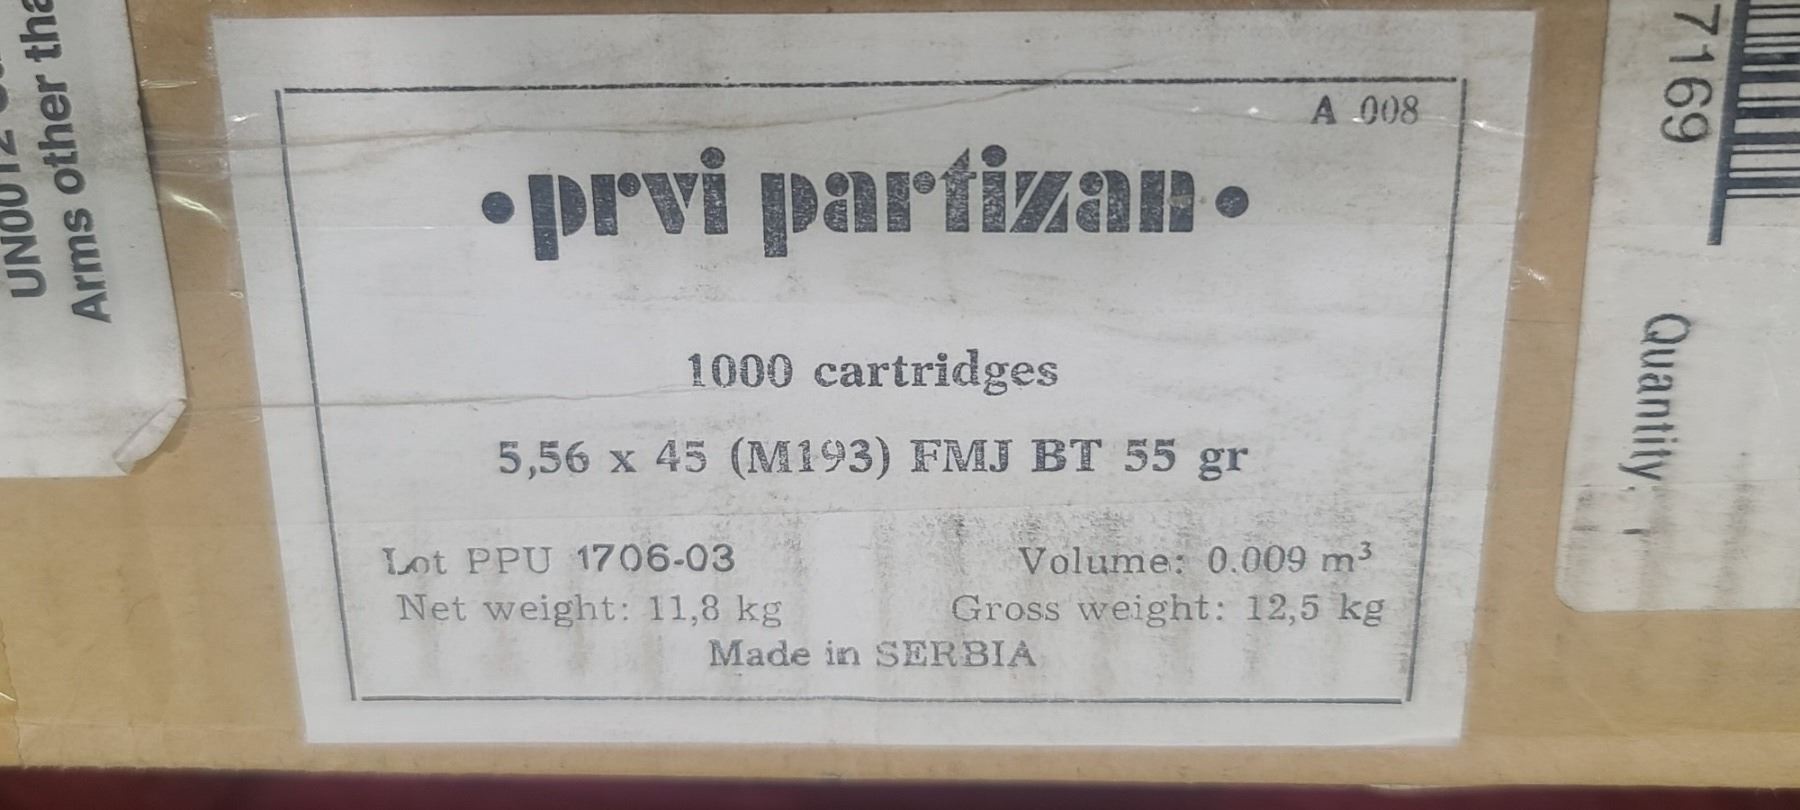 UN0012
Arms other tha
A 008
•prvi partizan•
1000 cartridges
5,56 x 45 (M193) FMJ BT 55 gr
Lot PPU 1706-03
Volume: 0.009 m³
Net weight: 11,8 kg
Gross weight: 12,5 kg
Made in SERBIA
7169
Quantity